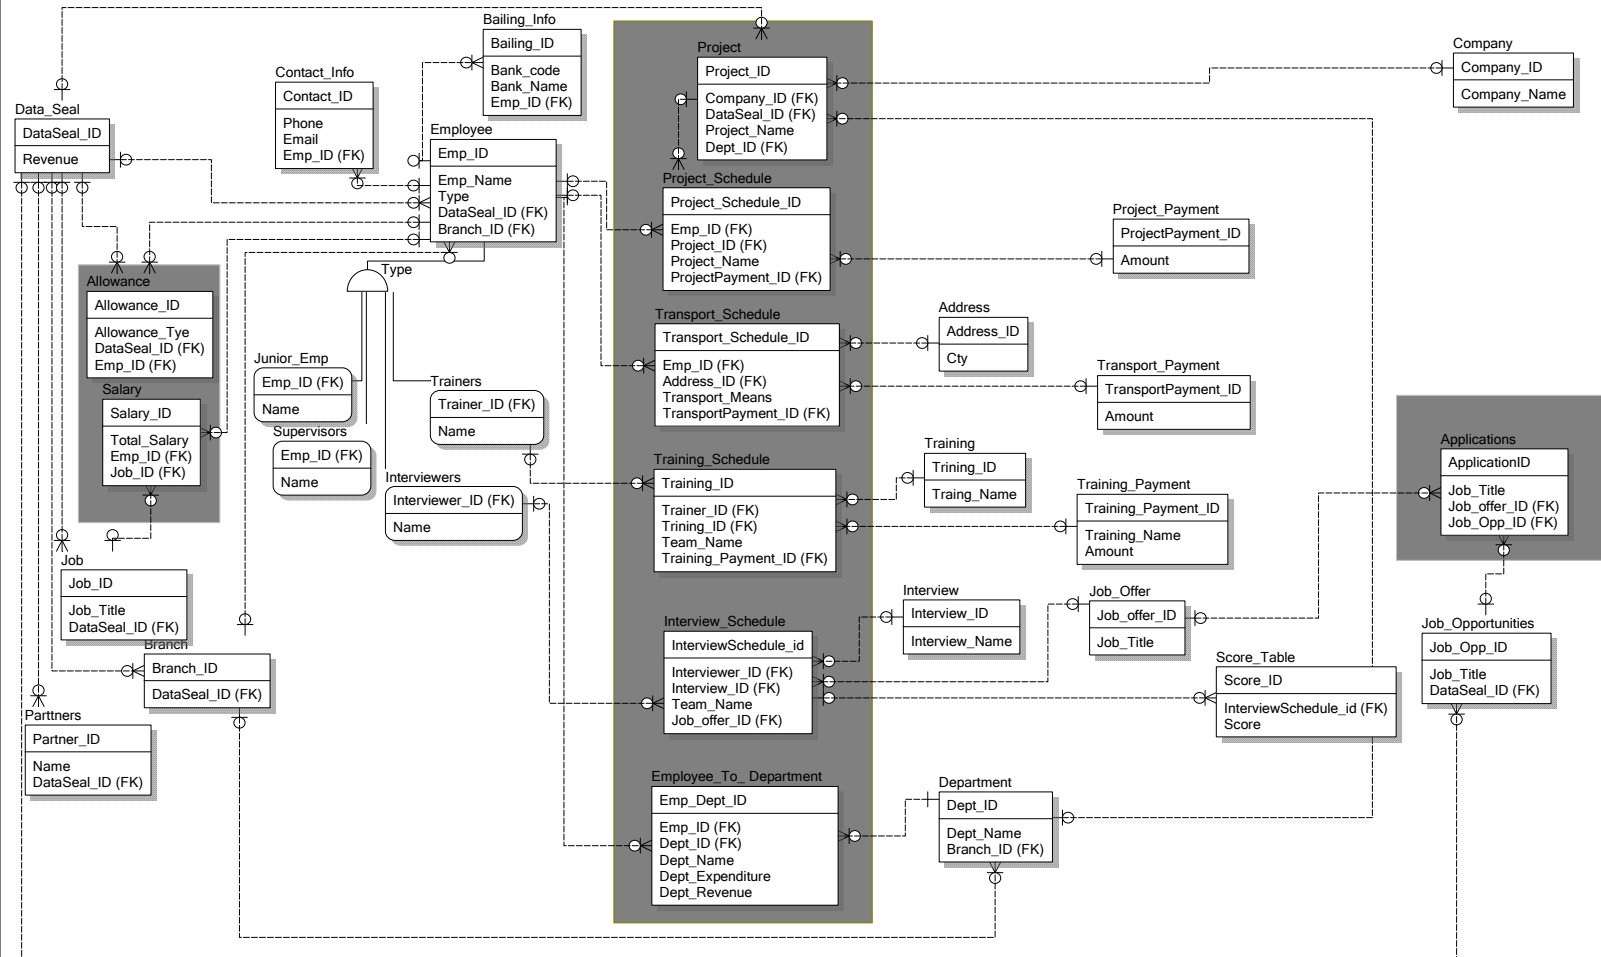 Bailing_Info
Bailing_ID
Bank_code
Bank_Name
Emp_ID (FK)
Contact_Info
Contact_ID
Phone
Email
Emp_ID (FK)
Data_Seal
DataSeal_ID
Revenue
Employee
Emp_ID
Emp_Name
Type
DataSeal_ID (FK)
Branch_ID (FK)
Type
Project
Project_ID
Company_ID (FK)
DataSeal_ID (FK)
Project_Name
Dept_ID (FK)
Company
Company_ID
Company_Name
Project_Schedule
Project_Schedule_ID
Emp_ID (FK)
Project_ID (FK)
Project_Name
ProjectPayment_ID (FK)
Project_Payment
ProjectPayment_ID
Amount
Allowance
Allowance_ID
Allowance_Tye
DataSeal_ID (FK)
Emp_ID (FK)
Salary
Salary_ID
Total_Salary
Emp_ID (FK)
Job_ID (FK)
Transport_Schedule
Transport_Schedule_ID
Emp_ID (FK)
Address_ID (FK)
Transport_Means
TransportPayment_ID (FK)
Address
Address_ID
Cty
Transport_Payment
TransportPayment_ID
Amount
Junior_Emp
Emp_ID (FK)
Name
Supervisors
Emp_ID (FK)
Name
Trainers
Trainer_ID (FK)
Name
Interviewers
Interviewer_ID (FK)
Name
Training_Schedule
Training_ID
Trainer_ID (FK)
Trining_ID (FK)
Team_Name
Training_Payment_ID (FK)
Training
Trining_ID
Traing_Name
Training_Payment
Training_Payment_ID
Training_Name
Amount
Applications
ApplicationID
Job_Title
Job_offer_ID (FK)
Job_Opp_ID (FK)
Job
Job_ID
Job_Title
DataSeal_ID (FK)
Branch
Branch_ID
DataSeal_ID (FK)
Parttners
Partner_ID
Name
DataSeal_ID (FK)
Interview_Schedule
InterviewSchedule_id
Interviewer_ID (FK)
Interview_ID (FK)
Team_Name
Job_offer_ID (FK)
Interview
Interview_ID
Interview_Name
Job_Offer
Job_offer_ID
Job_Title
Score_Table
Score_ID
InterviewSchedule_id (FK)
Score
Job_Opportunities
Job_Opp_ID
Job_Title
DataSeal_ID (FK)
Employee_To_ Department
Emp_Dept_ID
Emp_ID (FK)
Dept_ID (FK)
Dept_Name
Dept_Expenditure
Dept_Revenue
Department
Dept_ID
Dept_Name
Branch_ID (FK)